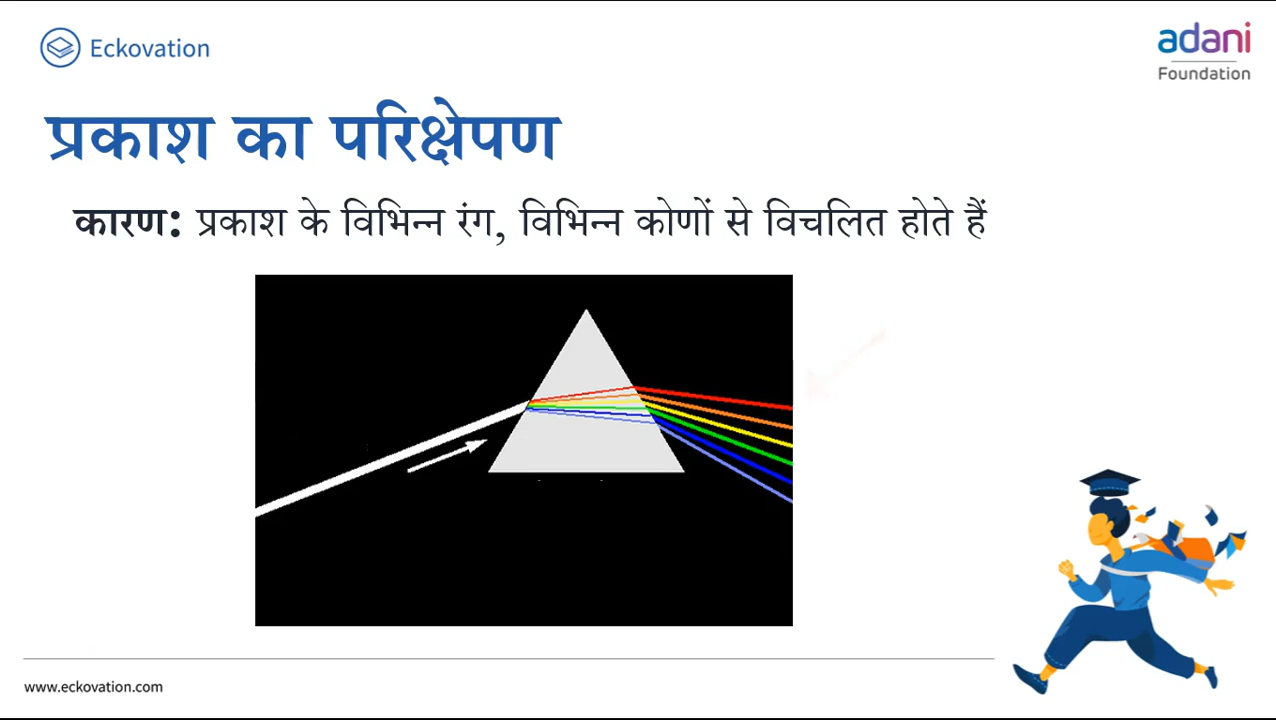 Eckovation
adani
Foundation
प्रकाश का परिक्षेपण
कारण: प्रकाश के विभिन्न रंग, विभिन्न कोणों से विचलित होते हैं
www.eckovation.com